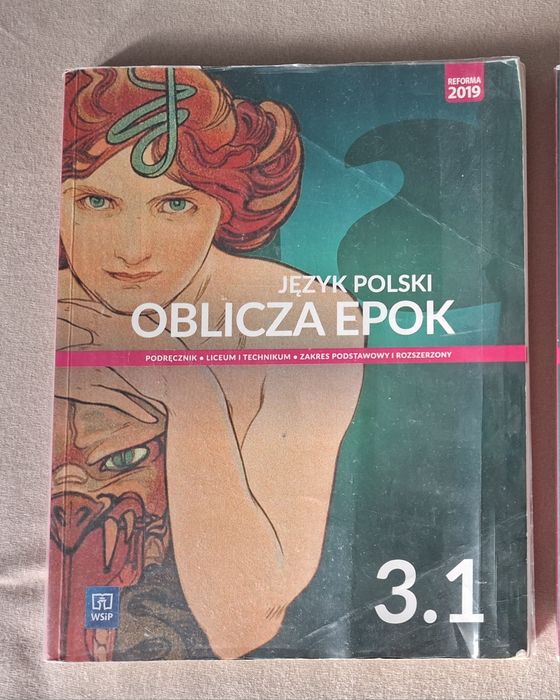 REFORMA
2019
JĘZYK POLSKI
OBLICZA EPOK
PODRĘCZNIK • LICEUM I TECHNIKUM • ZAKRES PODSTAWOWY I ROZSZERZONY
3.1
WSiP